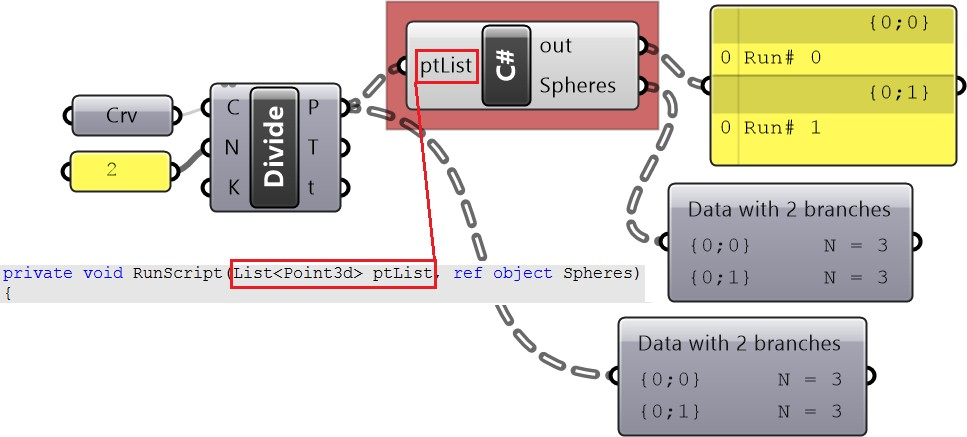 Crv
2
C
N
K
Divide
P
T
t
ptList
C#
out
Spheres
{0;0}
0 Run# 0
{0;1}
0 Run# 1
Data with 2 branches
{0;0} N = 3
{0;1} N = 3
private void RunScript(List<Point3d> ptList, ref object Spheres)
{
Data with 2 branches
{0;0} N = 3
{0;1} N = 3